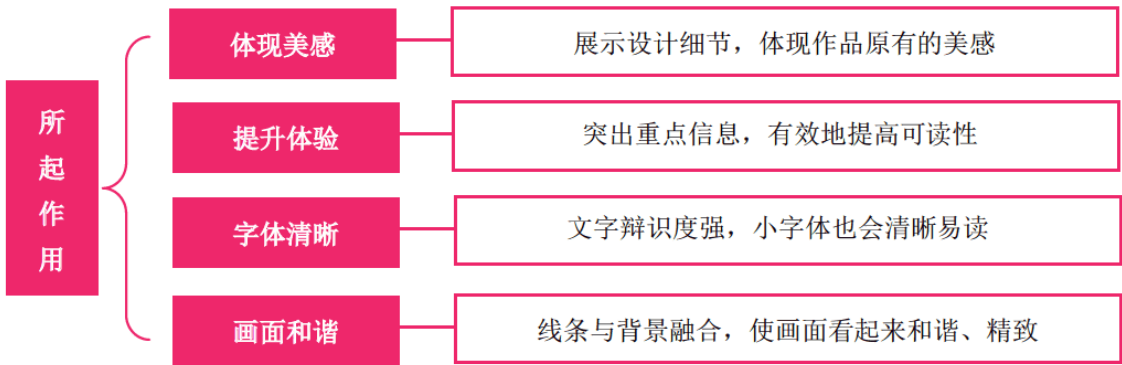 所起作用
体现美感
展示设计细节，体现作品原有的美感
提升体验
突出重点信息，有效地提高可读性
字体清晰
文字辩识度强，小字体也会清晰易读
画面和谐
线条与背景融合，使画面看起来和谐、精致